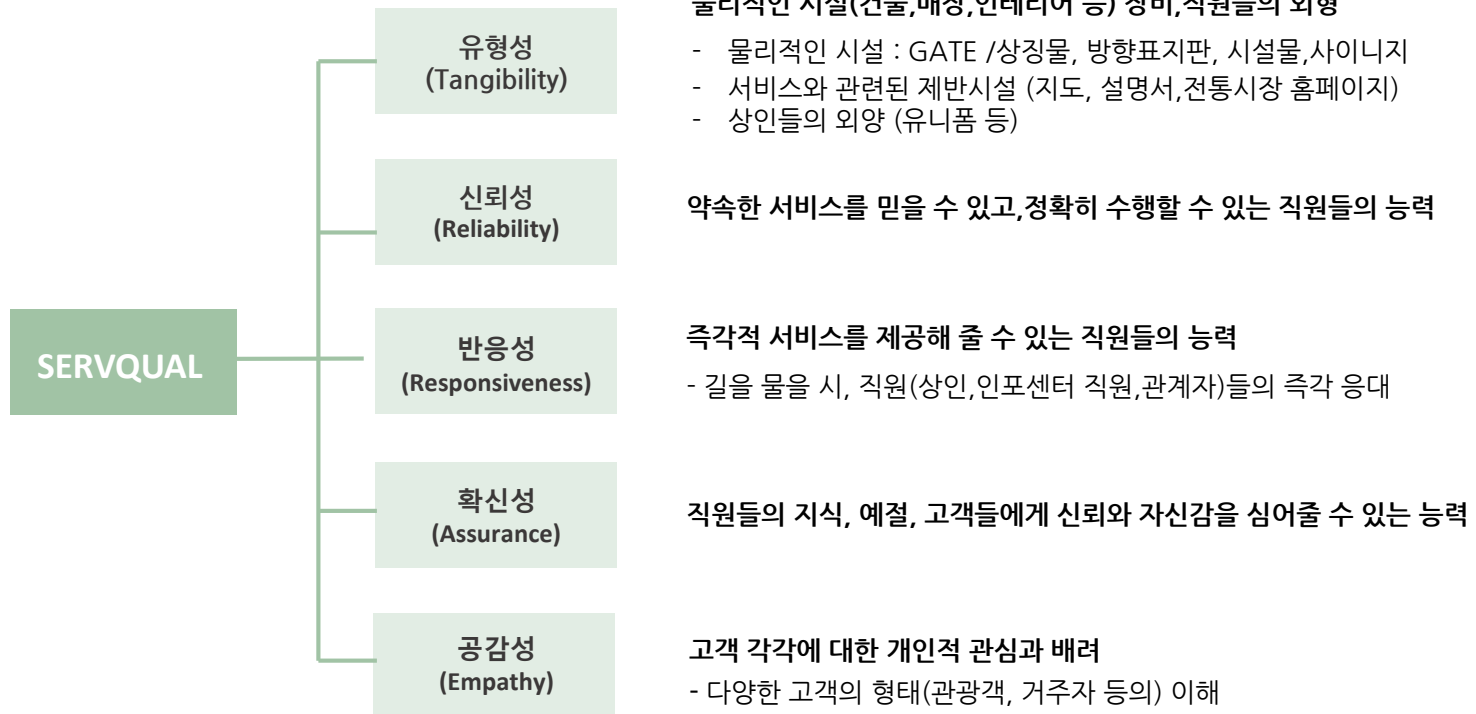 물리적인 시설(건물,매장,인테리어 등) 장비,직원들의 외형
유형성
(Tangibility)
- 물리적인 시설 : GATE /상징물, 방향표지판, 시설물,사이니지
- 서비스와 관련된 제반시설 (지도, 설명서,전통시장 홈페이지)
- 상인들의 외양 (유니폼 등)
신뢰성
(Reliability)
약속한 서비스를 믿을 수 있고,정확히 수행할 수 있는 직원들의 능력
SERVQUAL
반응성
(Responsiveness)
즉각적 서비스를 제공해 줄 수 있는 직원들의 능력
- 길을 물을 시, 직원(상인,인포센터 직원,관계자)들의 즉각 응대
확신성
(Assurance)
직원들의 지식, 예절, 고객들에게 신뢰와 자신감을 심어줄 수 있는 능력
공감성
(Empathy)
고객 각각에 대한 개인적 관심과 배려
- 다양한 고객의 형태(관광객, 거주자 등의) 이해